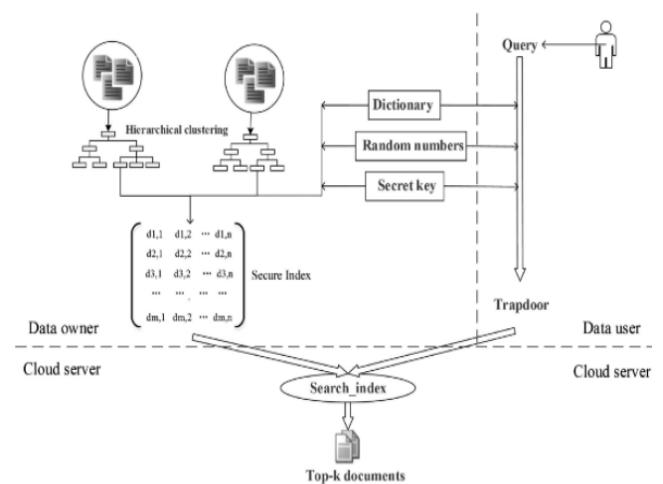 Query
Dictionary
Hierarchical clustering
Random numbers
Secret key
d1,1 d1,2 ··· d1,n
d2,1 d2,2 ··· d2,n
d3,1 d3,2 ··· d3,n
··· ··· . ··· ···
dm,1 dm,2 ··· dm,n
Secure Index
Trapdoor
Data owner
Data user
Cloud server
Cloud server
Search_index
Top-k documents